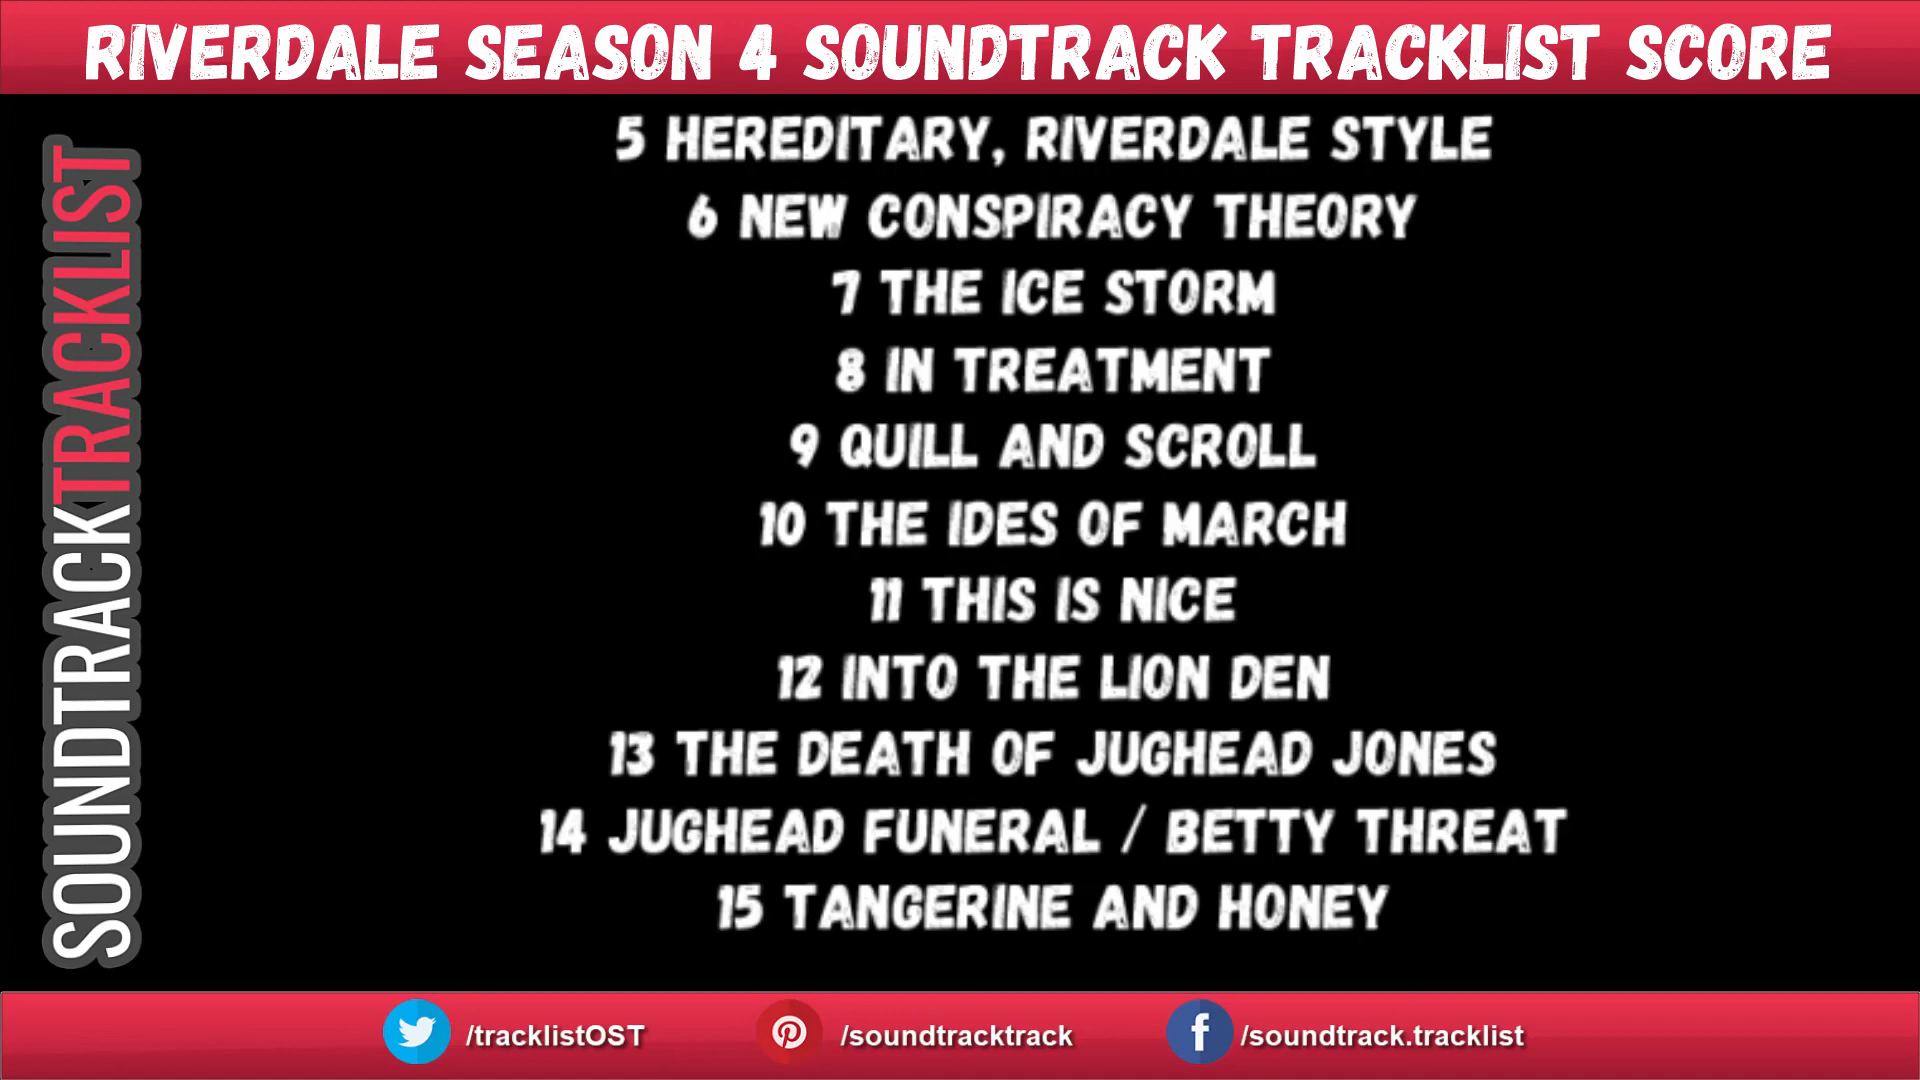 RIVERDALE SEASON 4 SOUNDTRACK TRACKLIST SCORE
SOUNDTRACKTRACKLIST
5 HEREDITARY, RIVERDALE STYLE
6 NEW CONSPIRACY THEORY
7 THE ICE STORM
8 IN TREATMENT
9 QUILL AND SCROLL
10 THE IDES OF MARCH
11 THIS IS NICE
12 INTO THE LION DEN
13 THE DEATH OF JUGHEAD JONES
14 JUGHEAD FUNERAL / BETTY THREAT
15 TANGERINE AND HONEY
/tracklistOST /soundtracktrack /soundtrack.tracklist